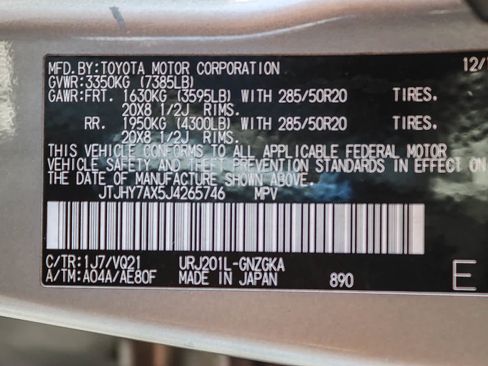 MFD.BY:TOYOTA MOTOR CORPORATION 12/1
GVWR:3350KG (7385LB)
GAWR:FRT. 1630KG (3595LB) WITH 285/50R20 TIRES.
20X8 1/2J RIMS.
RR. 1950KG (4300LB) WITH 285/50R20 TIRES.
20X8 1/2J RIMS.
THIS VEHICLE CONFORMS TO ALL APPLICABLE FEDERAL MOTOR
VEHICLE SAFETY AND THEFT PREVENTION STANDARDS IN EFFECT ON
THE DATE OF MANUFACTURE SHOWN ABOVE.
JTJHY7AX5J4265746 MPV
C/TR:1J7/VQ21 URJ201L-GNZGKA
A/TM:A04A/AE80F MADE IN JAPAN 890 E